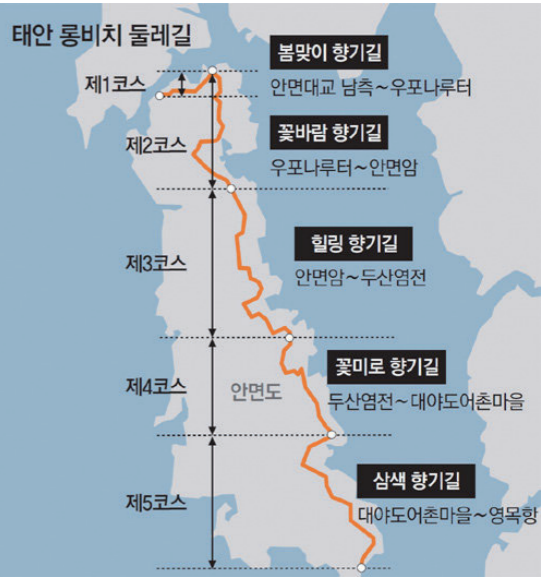 태안 롱비치 둘레길
봄맞이 향기길
제1코스
안면대교 남측~우포나루터
꽃바람 향기길
제2코스
우포나루터~안면암
힐링 향기길
제3코스
안면암~두산염전
꽃미로 향기길
제4코스
안면도
두산염전~대야도어촌마을
삼색 향기길
제5코스
대야도어촌마을~영목항